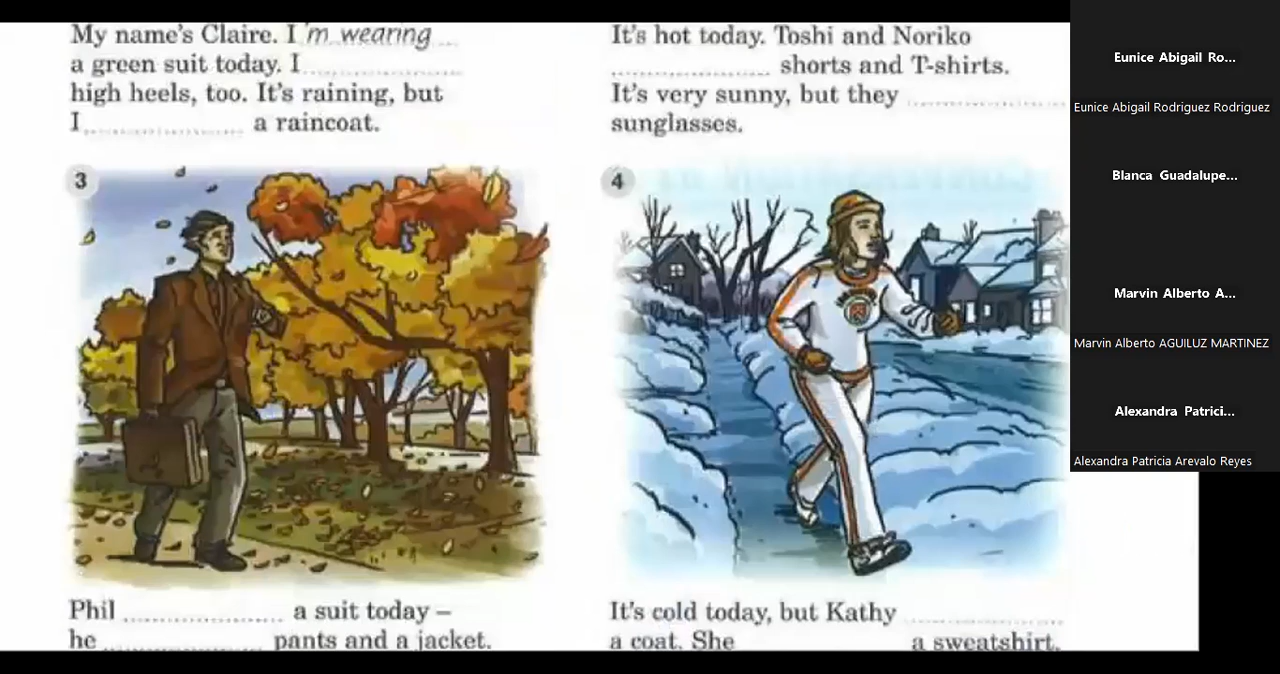 My name's Claire. I 'm wearing
a green suit today. I
high heels, too. It's raining, but
I a raincoat.
It's hot today. Toshi and Noriko
shorts and T-shirts.
It's very sunny, but they
sunglasses.
3
4
Phil a suit today –
he pants and a jacket.
It's cold today, but Kathy
a coat. She a sweatshirt.
Eunice Abigail Ro...
Eunice Abigail Rodriguez Rodriguez
Blanca Guadalupe...
Marvin Alberto A...
Marvin Alberto AGUILUZ MARTINEZ
Alexandra Patrici...
Alexandra Patricia Arevalo Reyes